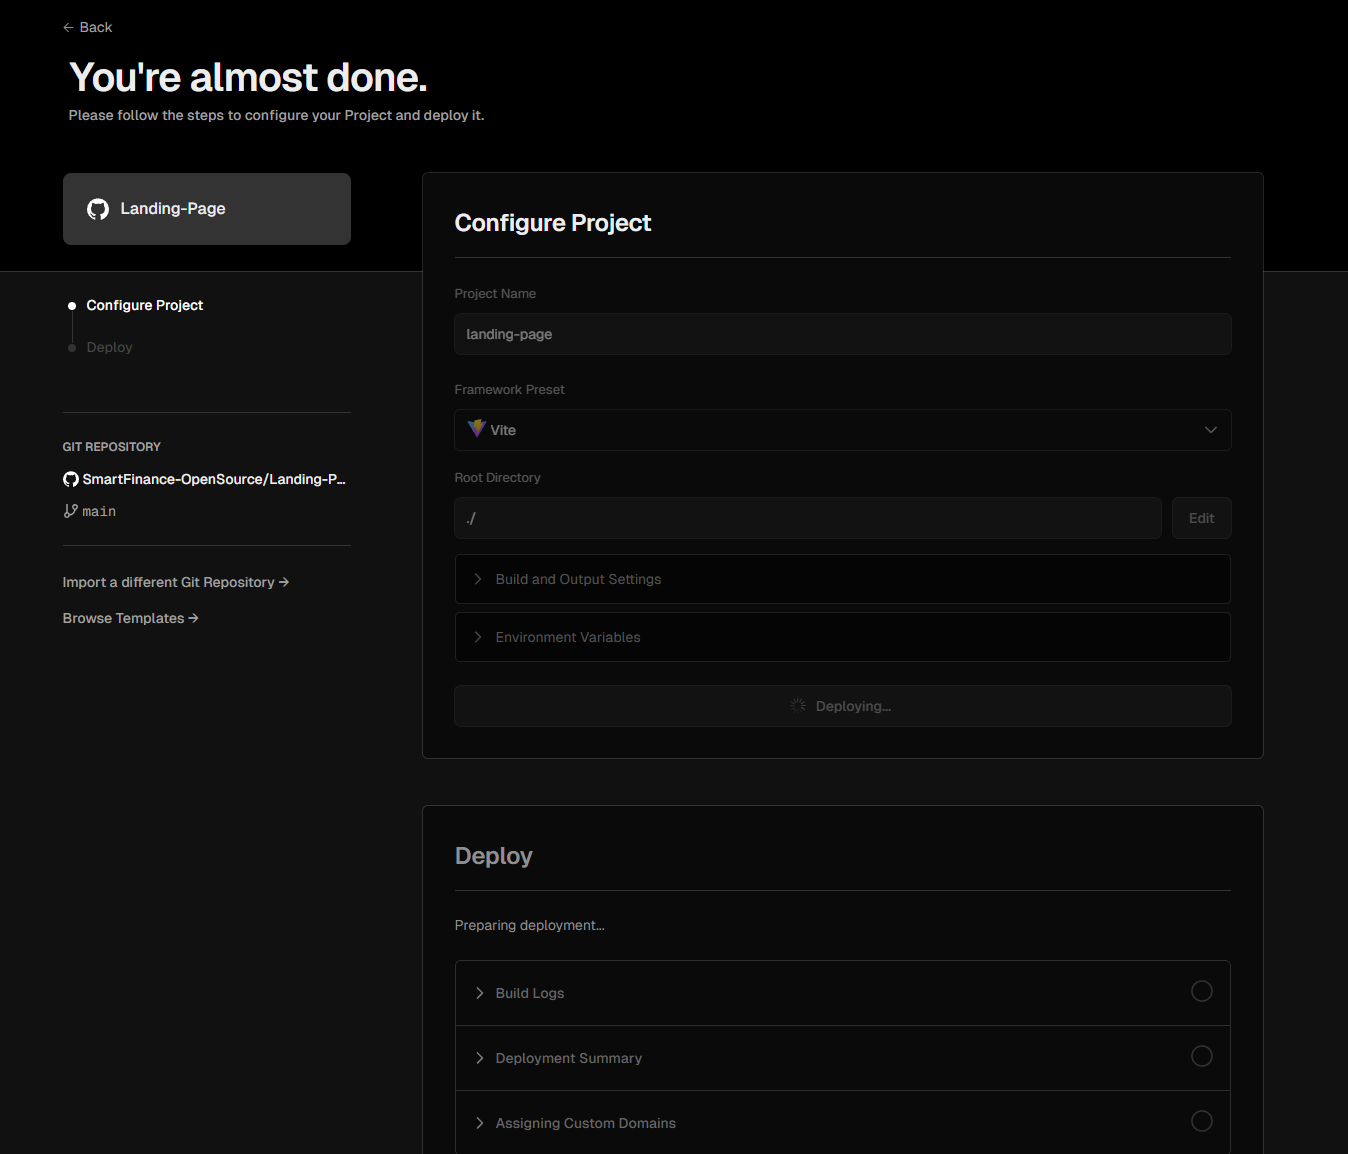 ← Back
You're almost done.
Please follow the steps to configure your Project and deploy it.
Landing-Page
Configure Project
Deploy
GIT REPOSITORY
SmartFinance-OpenSource/Landing-P...
main
Import a different Git Repository →
Browse Templates →
Configure Project
Project Name
landing-page
Framework Preset
Vite
Root Directory
./
Edit
Build and Output Settings
Environment Variables
Deploying...
Deploy
Preparing deployment...
Build Logs
Deployment Summary
Assigning Custom Domains